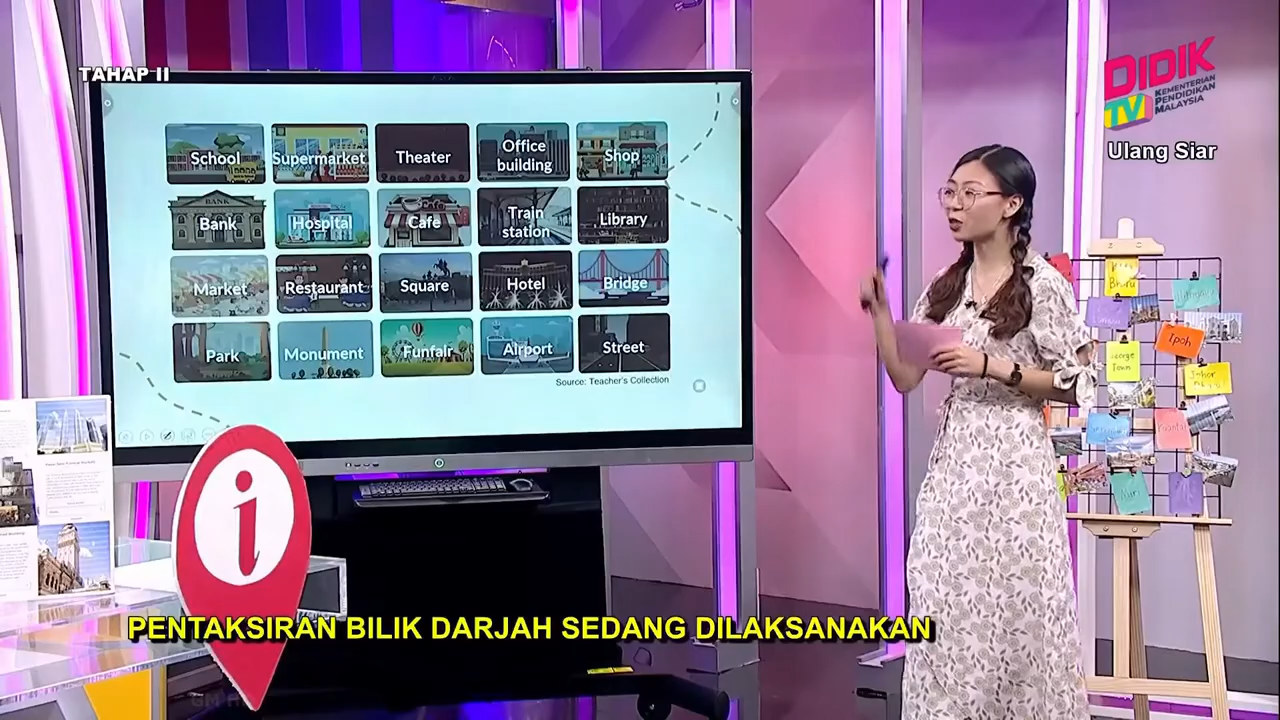 TAHAP II
DIDIK
TV
KEMENTERIAN
PENDIDIKAN
MALAYSIA
Ulang Siar
School
Supermarket
Theater
Office
building
Shop
BANK
Bank
Hospital
Cafe
Train
station
Library
Market
Restaurant
Square
Hotel
Bridge
Park
Monument
Funfair
Airport
Street
Source: Teacher's Collection
Ipoh
George
Town
Johor
i
PENTAKSIRAN BILIK DARJAH SEDANG DILAKSANAKAN